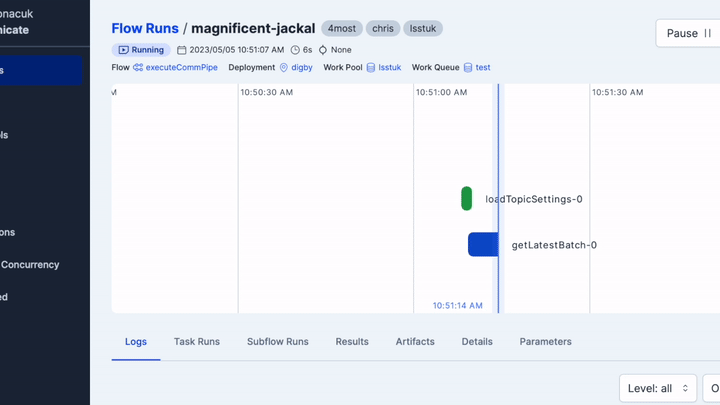 onacuk
nicate
s
ols
ons
Concurrency
ed
Flow Runs / magnificent-jackal 4most chris lsstuk
Pause
Running 2023/05/05 10:51:07 AM 6s None
Flow executeCommPipe Deployment digby Work Pool lsstuk Work Queue test
M 10:50:30 AM 10:51:00 AM 10:51:30 AM
loadTopicSettings-0
getLatestBatch-0
10:51:14 AM
Logs Task Runs Subflow Runs Results Artifacts Details Parameters
Level: all O